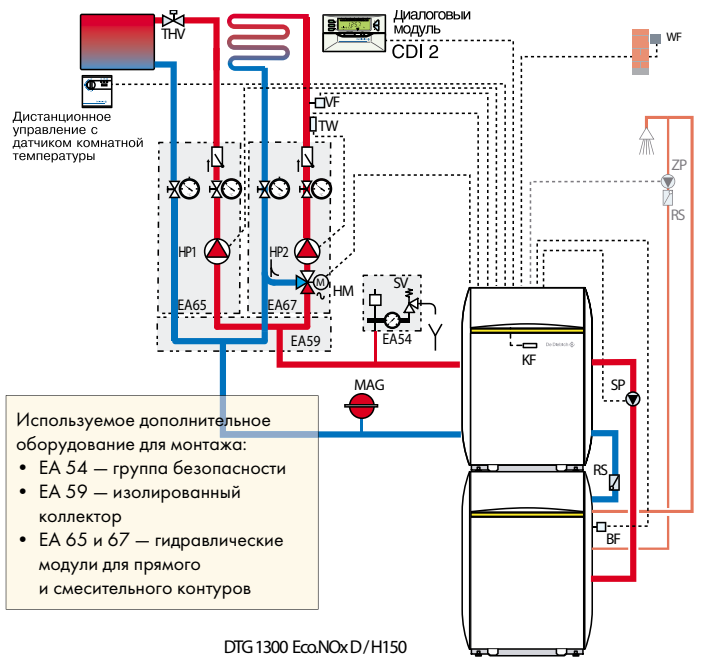 THV
Диалоговый
модуль
CDI 2
WF
Дистанционное
управление с
датчиком комнатной
температуры
VF
TW
ZP
RS
HP1
HP2
M
HM
EA65
EA67
EA59
SV
EA54
De Dietrich
KF
SP
MAG
RS
BF
Используемое дополнительное
оборудование для монтажа:
• EA 54 — группа безопасности
• EA 59 — изолированный
коллектор
• EA 65 и 67 — гидравлические
модули для прямого
и смесительного контуров
DTG 1300 Eco.NOx D / H150